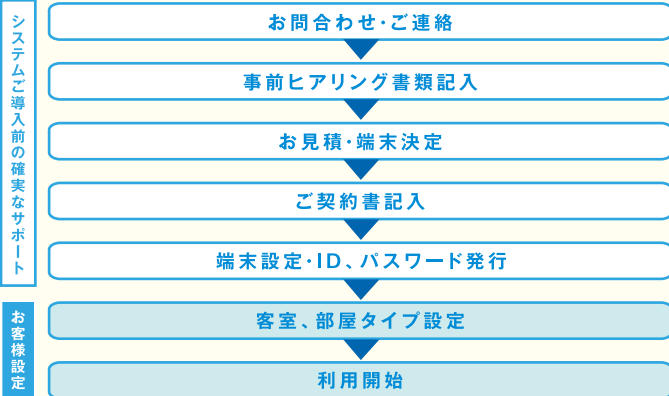 システムご導入前の確実なサポート
お問合わせ・ご連絡
事前ヒアリング書類記入
お見積・端末決定
ご契約書記入
端末設定・ID、パスワード発行
お客様設定
客室、部屋タイプ設定
利用開始